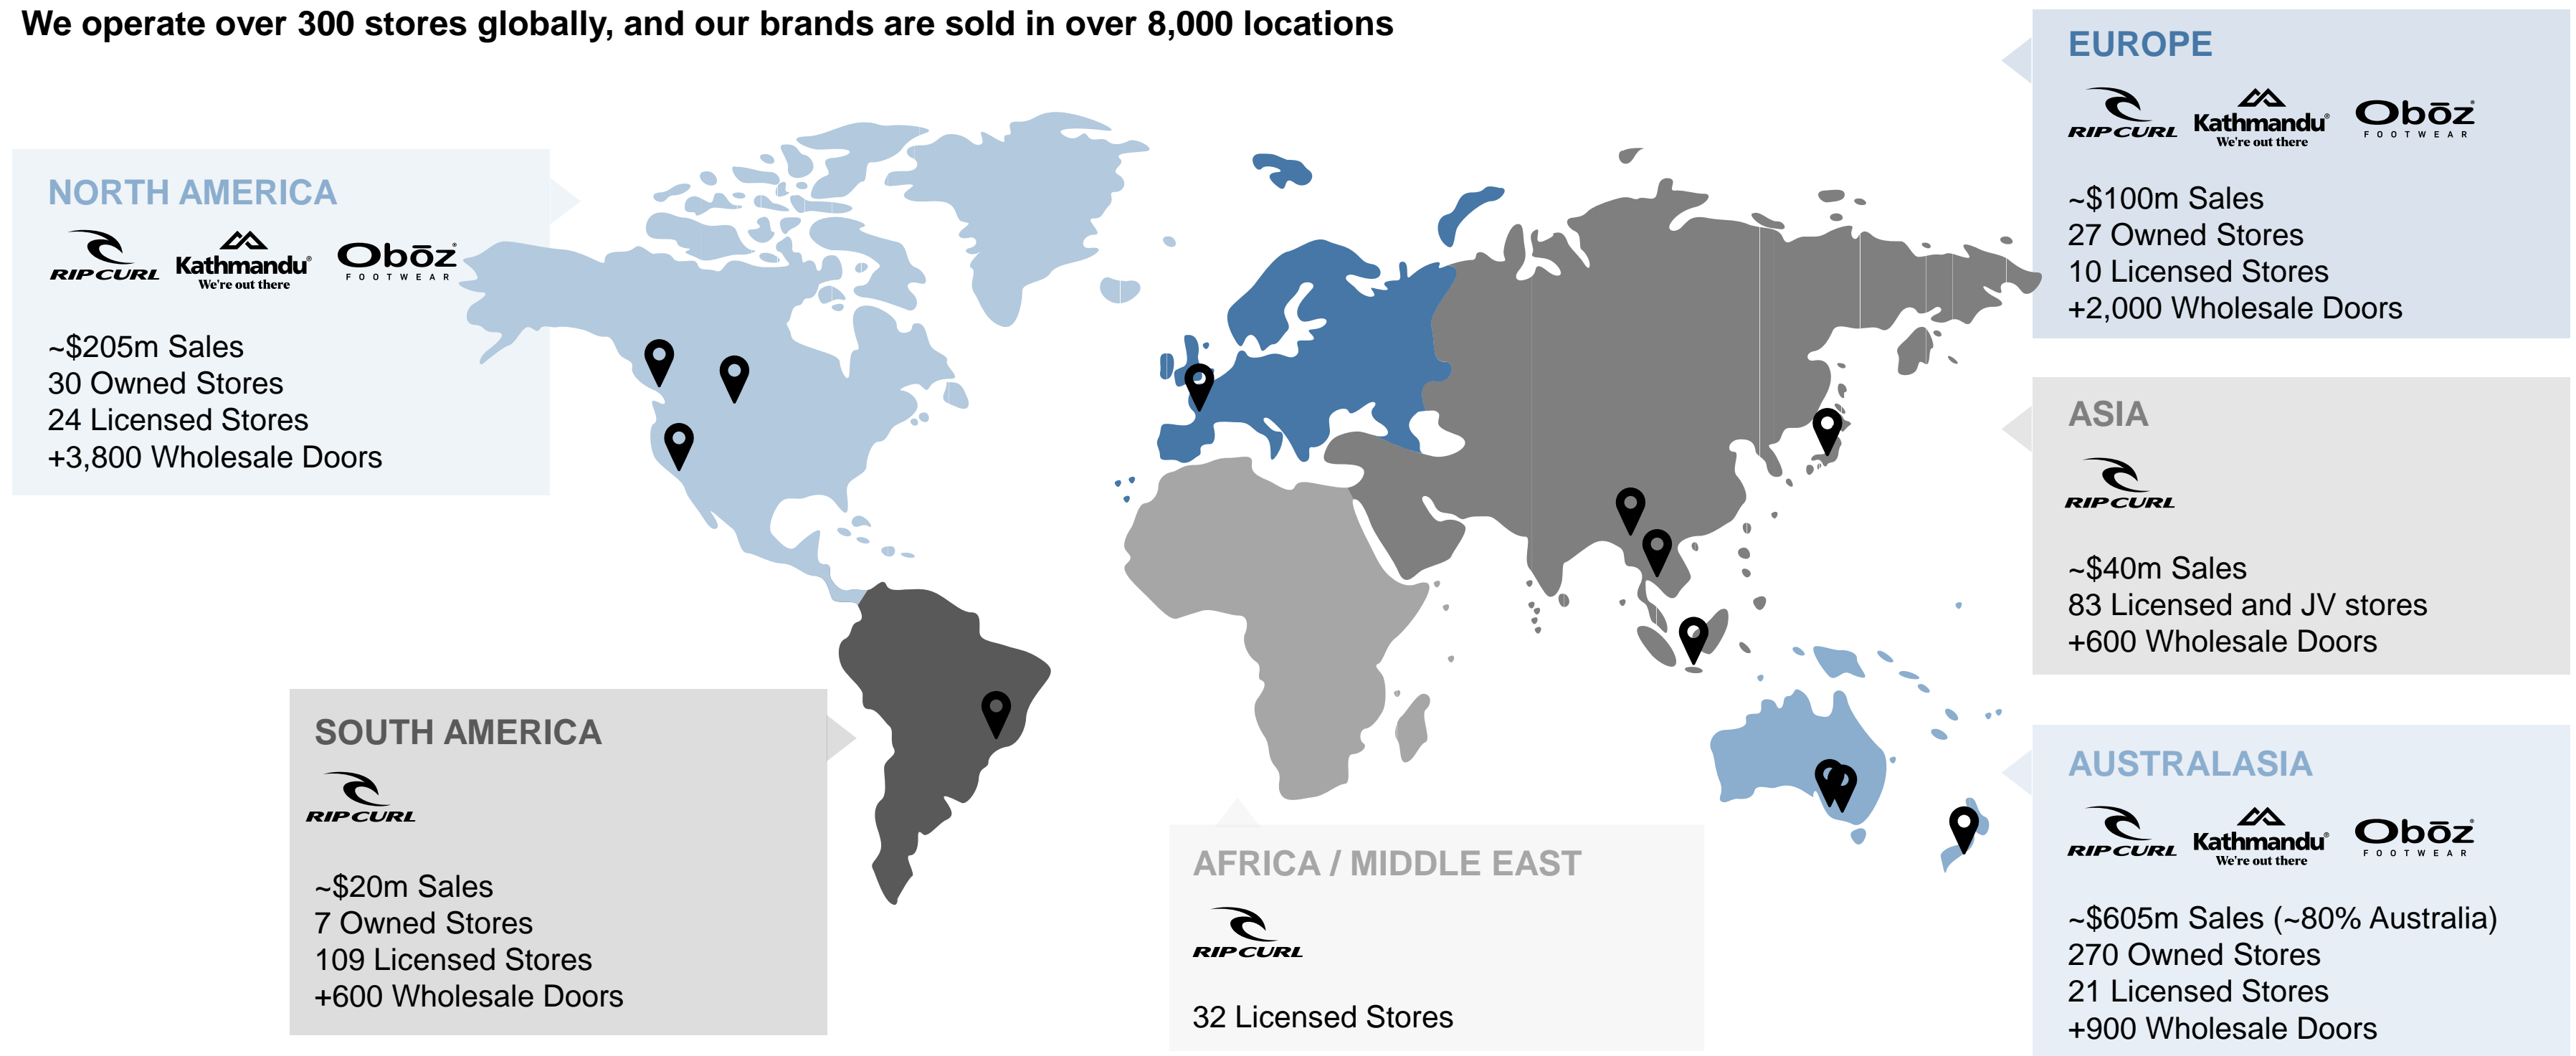 We operate over 300 stores globally, and our brands are sold in over 8,000 locations
NORTH AMERICA
RIP CURL
Kathmandu®
We're out there
Obōz®
FOOTWEAR
~$205m Sales
30 Owned Stores
24 Licensed Stores
+3,800 Wholesale Doors
SOUTH AMERICA
RIP CURL
~$20m Sales
7 Owned Stores
109 Licensed Stores
+600 Wholesale Doors
AFRICA / MIDDLE EAST
RIP CURL
32 Licensed Stores
EUROPE
RIP CURL
Kathmandu®
We're out there
Obōz®
FOOTWEAR
~$100m Sales
27 Owned Stores
10 Licensed Stores
+2,000 Wholesale Doors
ASIA
RIP CURL
~$40m Sales
83 Licensed and JV stores
+600 Wholesale Doors
AUSTRALASIA
RIP CURL
Kathmandu®
We're out there
Obōz®
FOOTWEAR
~$605m Sales (~80% Australia)
270 Owned Stores
21 Licensed Stores
+900 Wholesale Doors